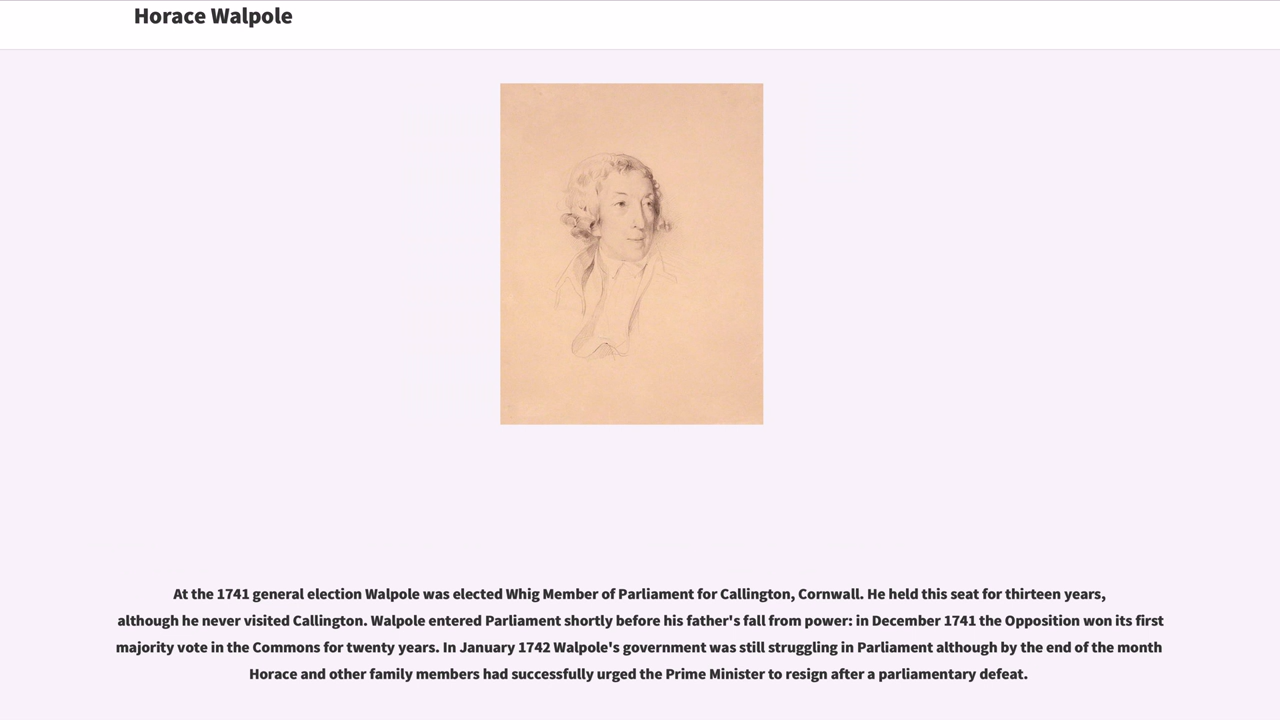 Horace Walpole
At the 1741 general election Walpole was elected Whig Member of Parliament for Callington, Cornwall. He held this seat for thirteen years,
although he never visited Callington. Walpole entered Parliament shortly before his father's fall from power: in December 1741 the Opposition won its first
majority vote in the Commons for twenty years. In January 1742 Walpole's government was still struggling in Parliament although by the end of the month
Horace and other family members had successfully urged the Prime Minister to resign after a parliamentary defeat.